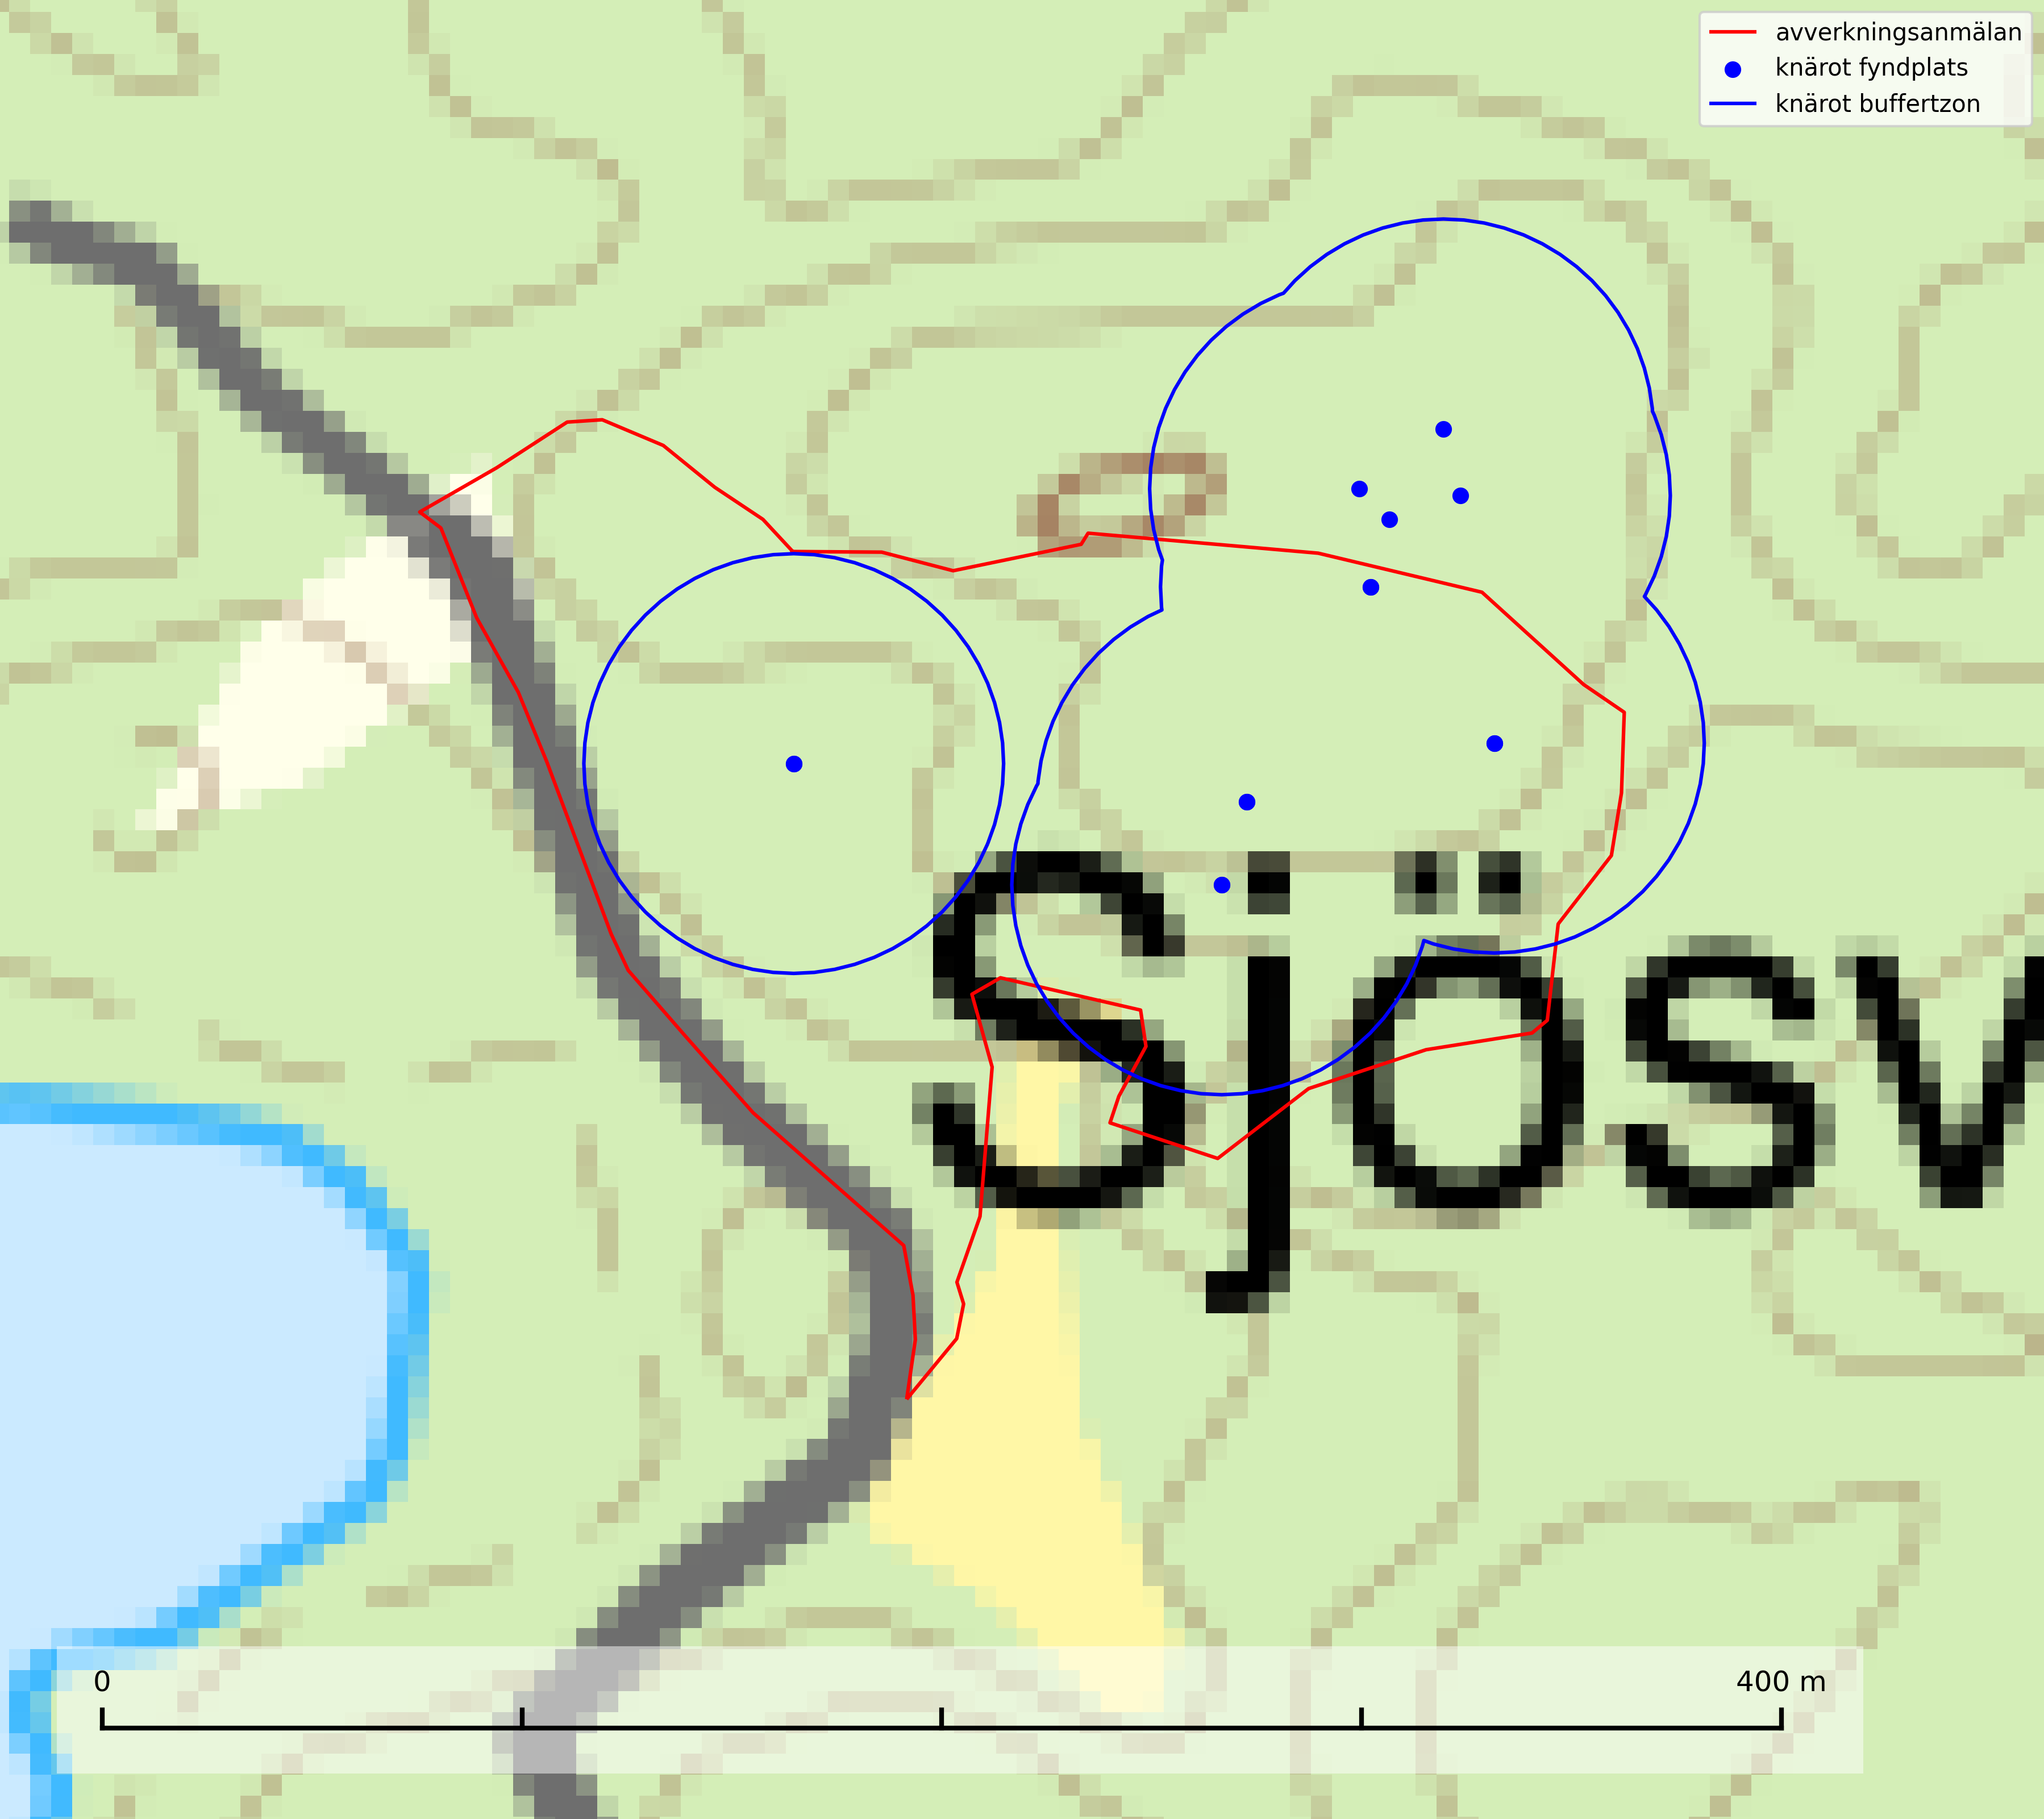 avverkningsanmälan
knärot fyndplats
knärot buffertzon
Sjösv
0 400 m